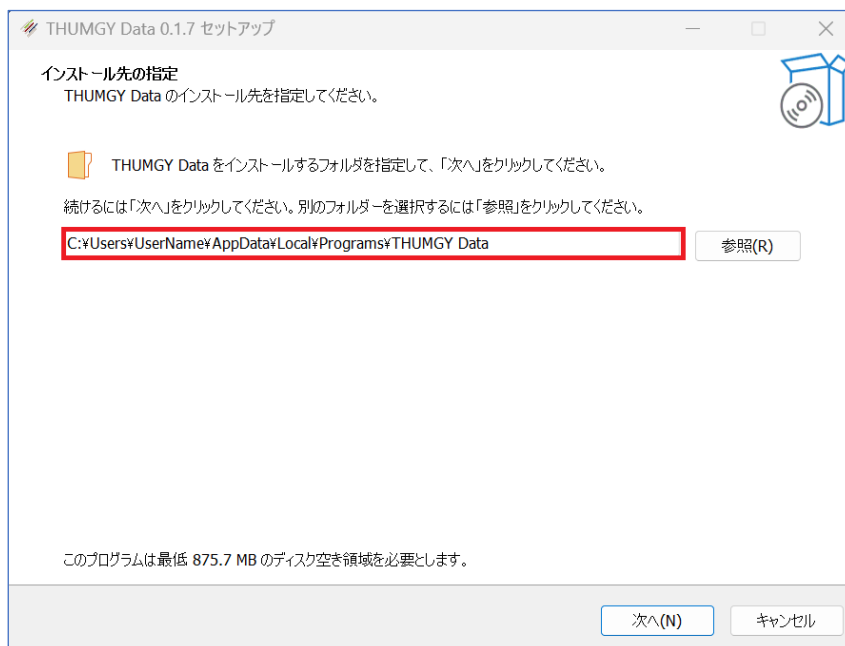 THUMGY Data 0.1.7 セットアップ
インストール先の指定
THUMGY Data のインストール先を指定してください。
THUMGY Data をインストールするフォルダを指定して、「次へ」をクリックしてください。
続けるには「次へ」をクリックしてください。別のフォルダーを選択するには「参照」をクリックしてください。
C:¥Users¥UserName¥AppData¥Local¥Programs¥THUMGY Data
参照(R)
このプログラムは最低 875.7 MB のディスク空き領域を必要とします。
次へ(N)
キャンセル